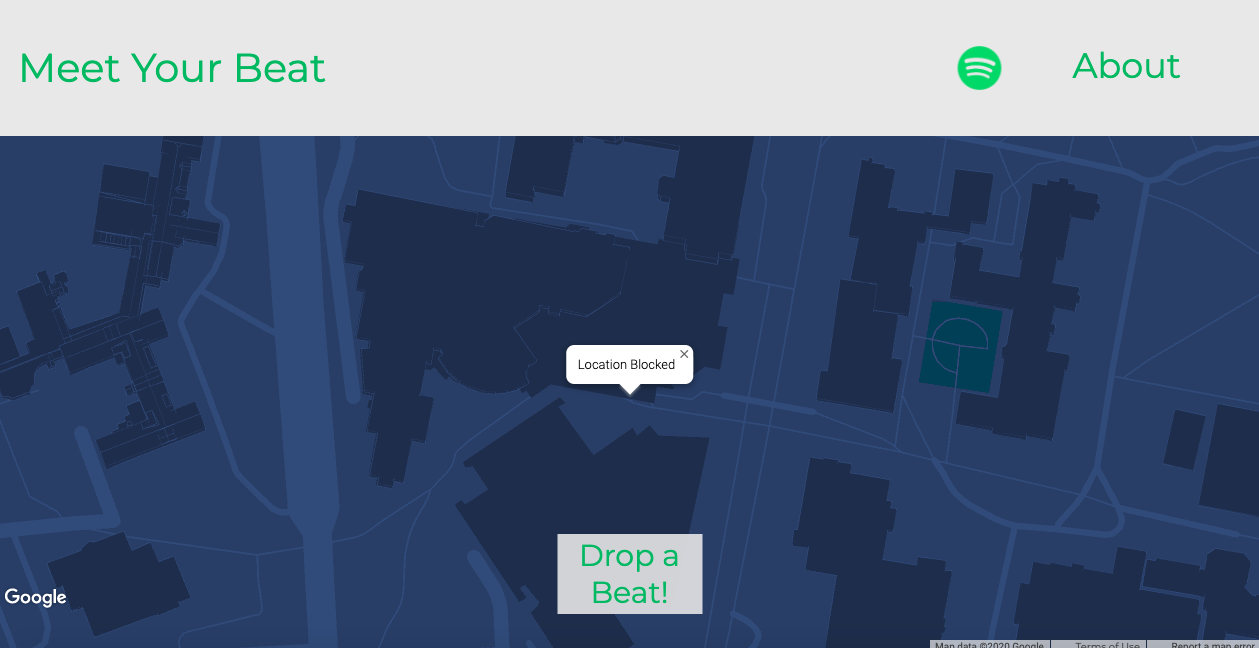 Meet Your Beat
About
Location Blocked
Drop a
Beat!
Google
Map data ©2020 Google
Terms of Use
Report a map error